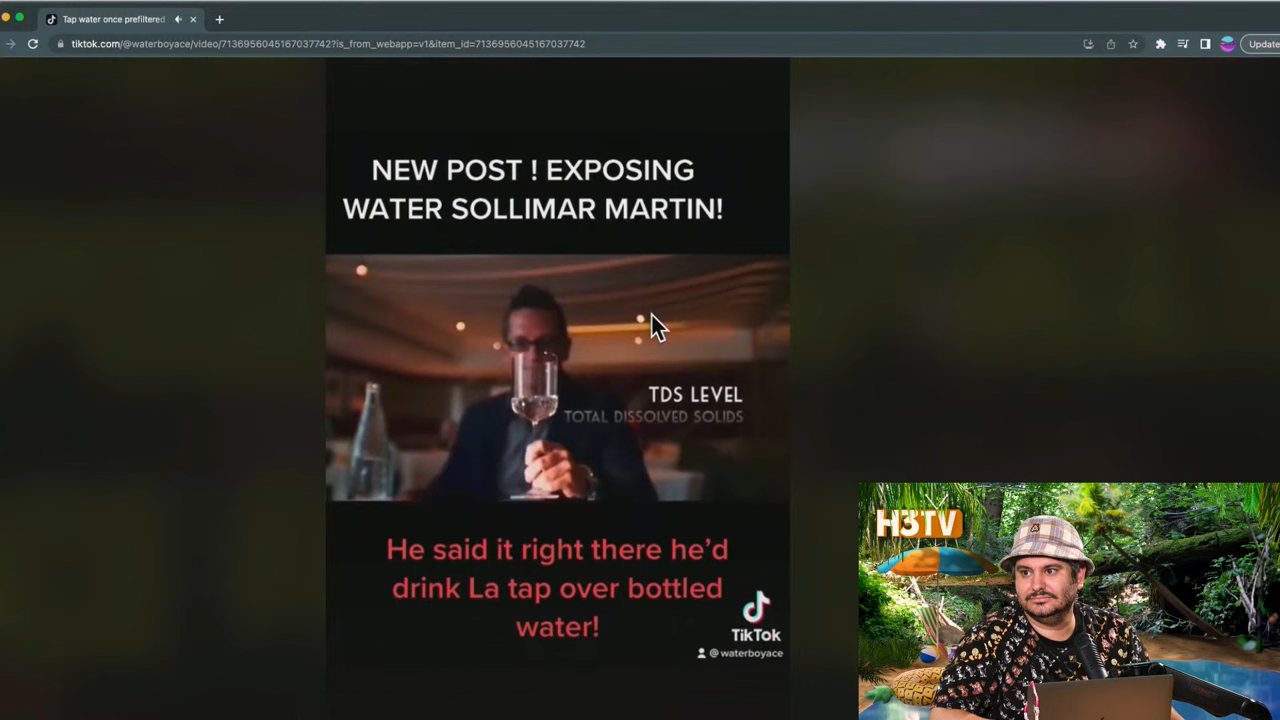 Tap water once prefiltered
tiktok.com/@waterboyace/video/7136956045167037742?is_from_webapp=v1&item_id=7136956045167037742
Update
NEW POST ! EXPOSING
WATER SOLLIMAR MARTIN!
TDS LEVEL
TOTAL DISSOLVED SOLIDS
He said it right there he'd
drink La tap over bottled
water!
TikTok
@waterboyace
H3TV